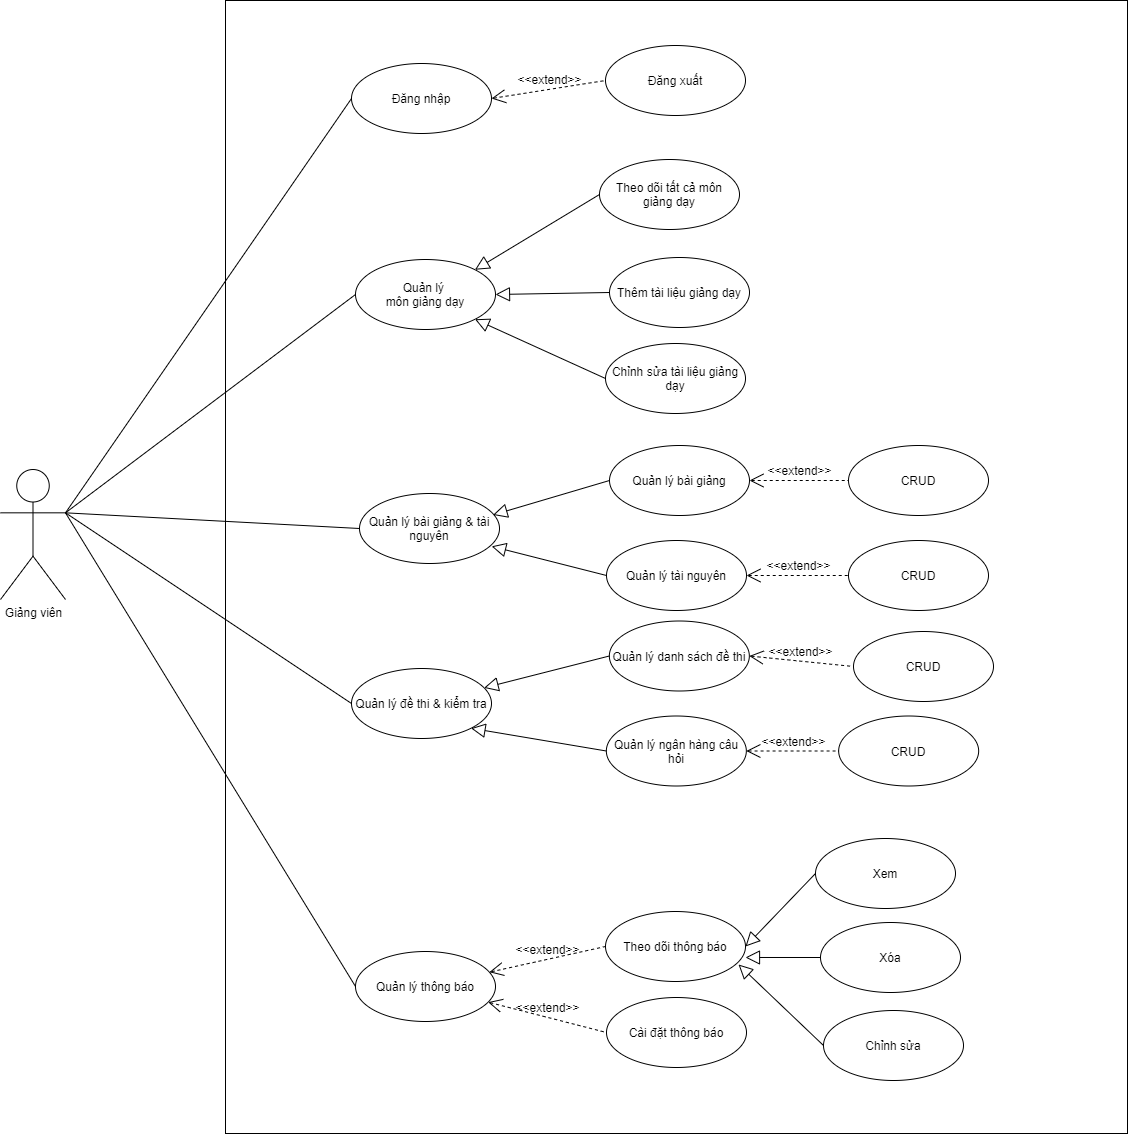 Đăng nhập
<<extend>>
Đăng xuất
Theo dõi tất cả môn
giảng dạy
Quản lý
môn giảng dạy
Thêm tài liệu giảng dạy
Chỉnh sửa tài liệu giảng
dạy
Quản lý bài giảng
<<extend>>
CRUD
Quản lý bài giảng & tài
nguyên
Quản lý tài nguyên
<<extend>>
CRUD
Giảng viên
Quản lý danh sách đề thi
<<extend>>
CRUD
Quản lý đề thi & kiểm tra
Quản lý ngân hàng câu
hỏi
<<extend>>
CRUD
Xem
<<extend>>
Theo dõi thông báo
Xóa
Quản lý thông báo
<<extend>>
Cài đặt thông báo
Chỉnh sửa